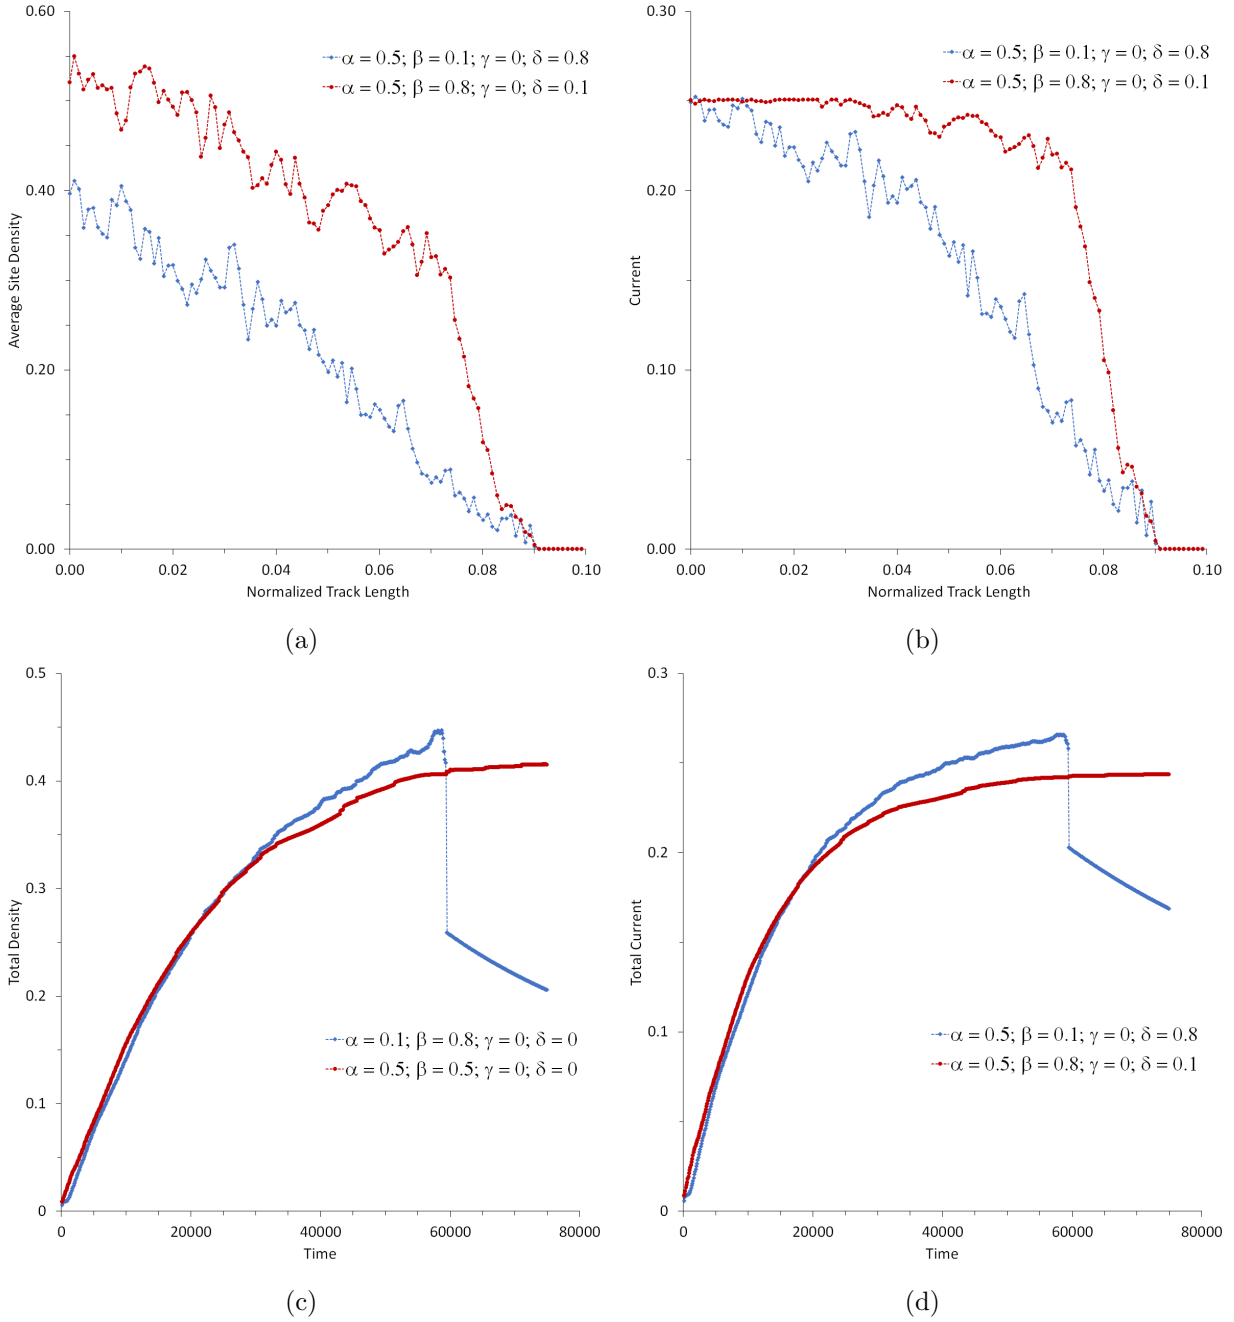 0.60
0.40
0.20
0.00
Average Site Density
α = 0.5; β = 0.1; γ = 0; δ = 0.8
α = 0.5; β = 0.8; γ = 0; δ = 0.1
0.00 0.02 0.04 0.06 0.08 0.10
Normalized Track Length
(a)
0.30
0.20
0.10
0.00
Current
α = 0.5; β = 0.1; γ = 0; δ = 0.8
α = 0.5; β = 0.8; γ = 0; δ = 0.1
0.00 0.02 0.04 0.06 0.08 0.10
Normalized Track Length
(b)
0.5
0.4
0.3
0.2
0.1
0
Total Density
α = 0.1; β = 0.8; γ = 0; δ = 0
α = 0.5; β = 0.5; γ = 0; δ = 0
0 20000 40000 60000 80000
Time
(c)
0.3
0.2
0.1
0
Total Current
α = 0.5; β = 0.1; γ = 0; δ = 0.8
α = 0.5; β = 0.8; γ = 0; δ = 0.1
0 20000 40000 60000 80000
Time
(d)